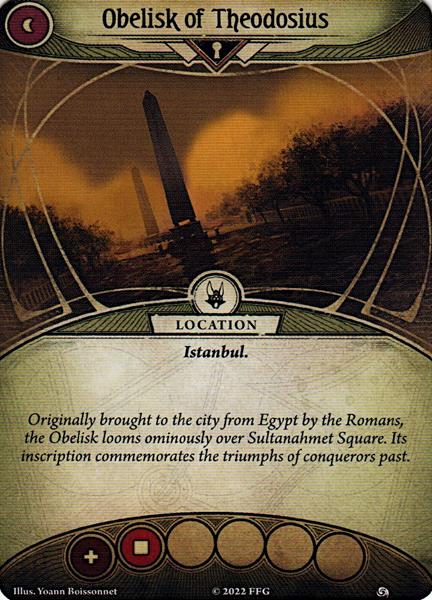 Obelisk of Theodosius
LOCATION
Istanbul.
Originally brought to the city from Egypt by the Romans,
the Obelisk looms ominously over Sultanahmet Square. Its
inscription commemorates the triumphs of conquerors past.
Illus. Yoann Boissonnet
© 2022 FFG